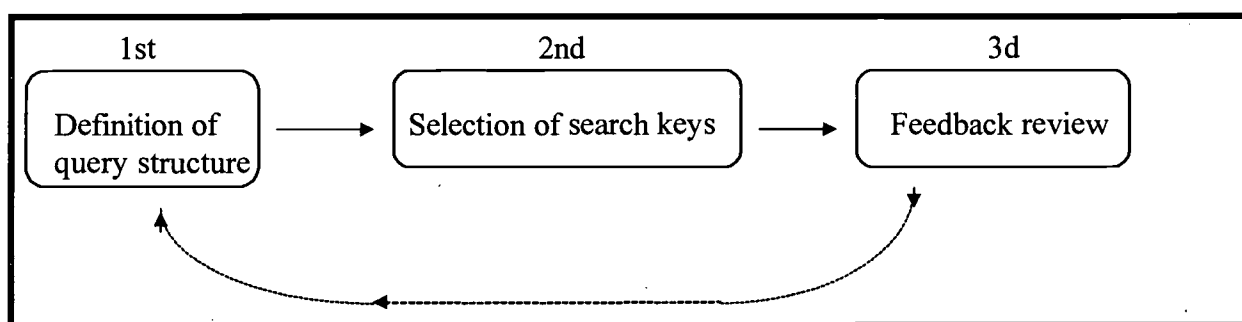 1st
2nd
3d
Definition of
query structure
Selection of search keys
Feedback review